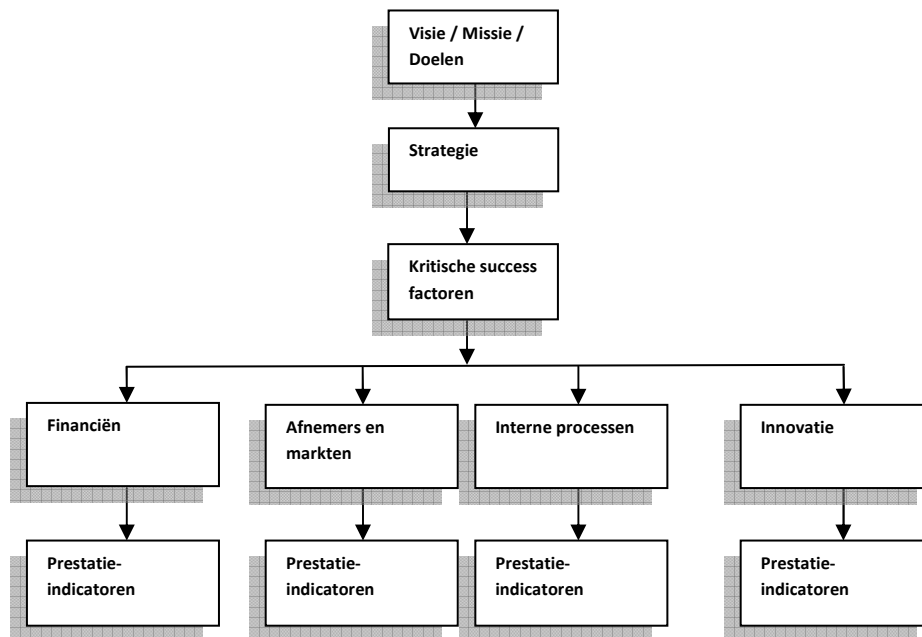 Visie / Missie /
Doelen
Strategie
Kritische success
factoren
Financiën
Afnemers en
markten
Interne processen
Innovatie
Prestatie-
indicatoren
Prestatie-
indicatoren
Prestatie-
indicatoren
Prestatie-
indicatoren